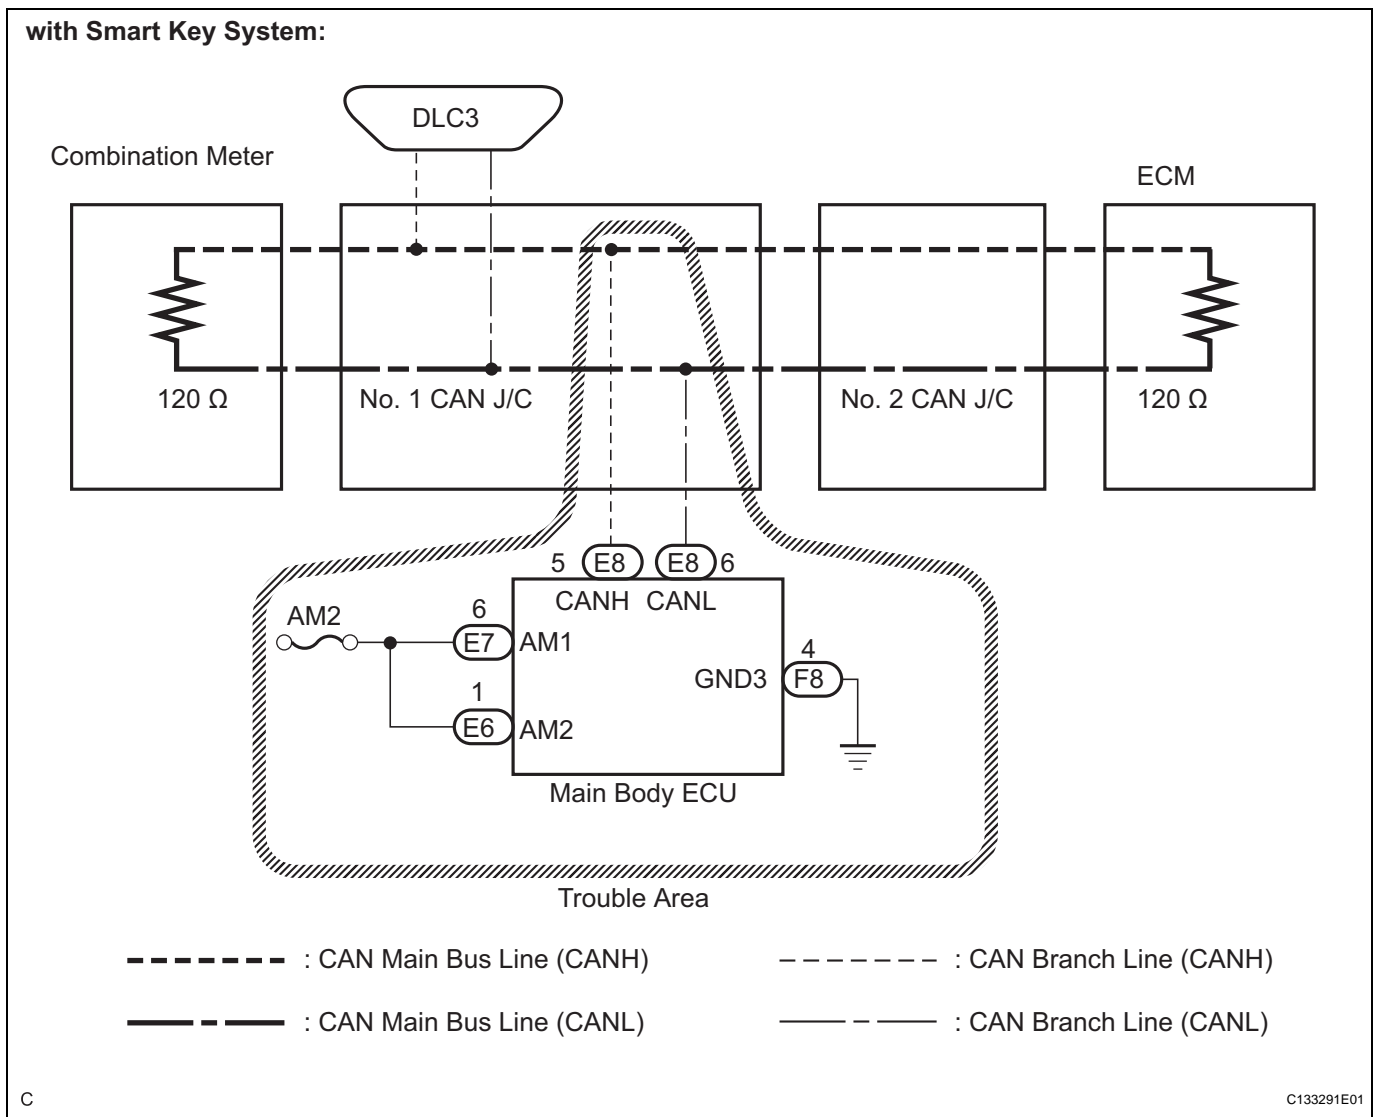 with Smart Key System:
DLC3
Combination Meter
ECM
120 Ω
No. 1 CAN J/C
No. 2 CAN J/C
120 Ω
5 E8 E8 6
CANH CANL
AM2
6
E7 AM1
4
GND3 F8
1
E6 AM2
Main Body ECU
Trouble Area
: CAN Main Bus Line (CANH)
: CAN Branch Line (CANH)
: CAN Main Bus Line (CANL)
: CAN Branch Line (CANL)
C
C133291E01